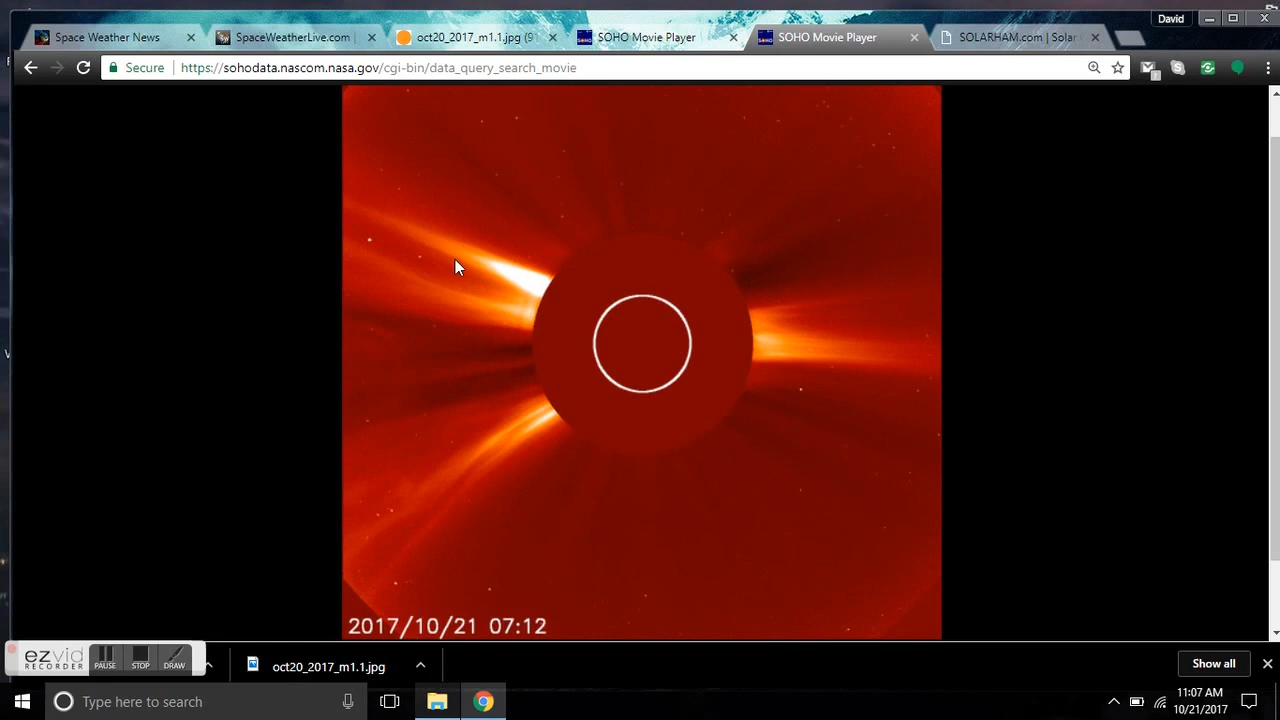 David
Space Weather News
SpaceWeatherLive.com
oct20_2017_m1.1.jpg (9
SOHO Movie Player
SOHO Movie Player
SOLARHAM.com | Solar
Secure
https://sohodata.nascom.nasa.gov/cgi-bin/data_query_search_movie
2017/10/21 07:12
ezvid
RECORDER
PAUSE
STOP
DRAW
oct20_2017_m1.1.jpg
Show all
Type here to search
11:07 AM
10/21/2017